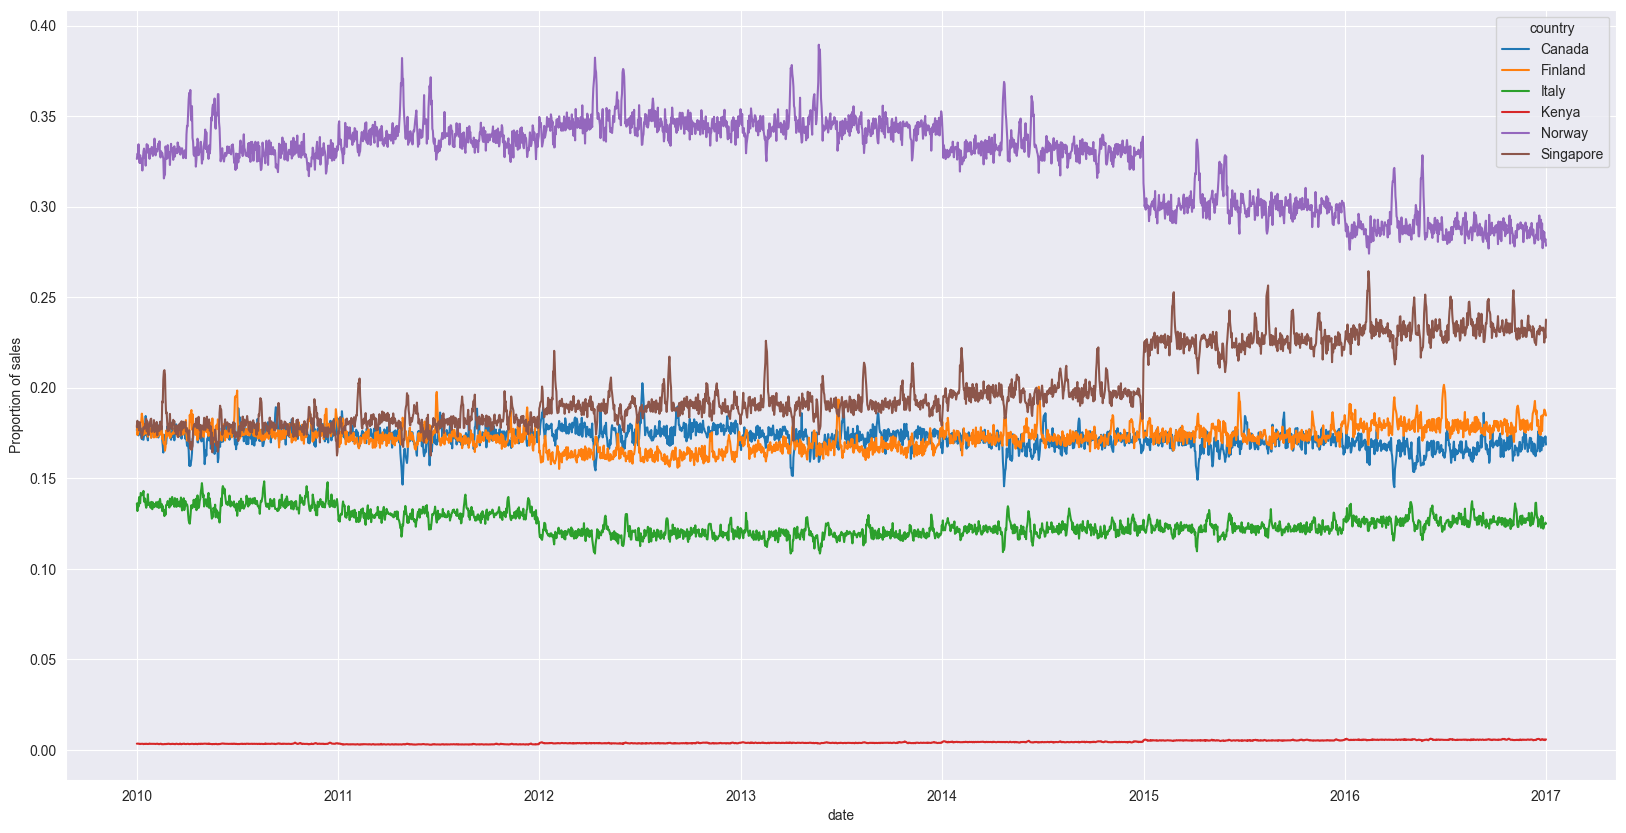 country
Canada
Finland
Italy
Kenya
Norway
Singapore
Proportion of sales
0.40
0.35
0.30
0.25
0.20
0.15
0.10
0.05
0.00
2010 2011 2012 2013 2014 2015 2016 2017
date